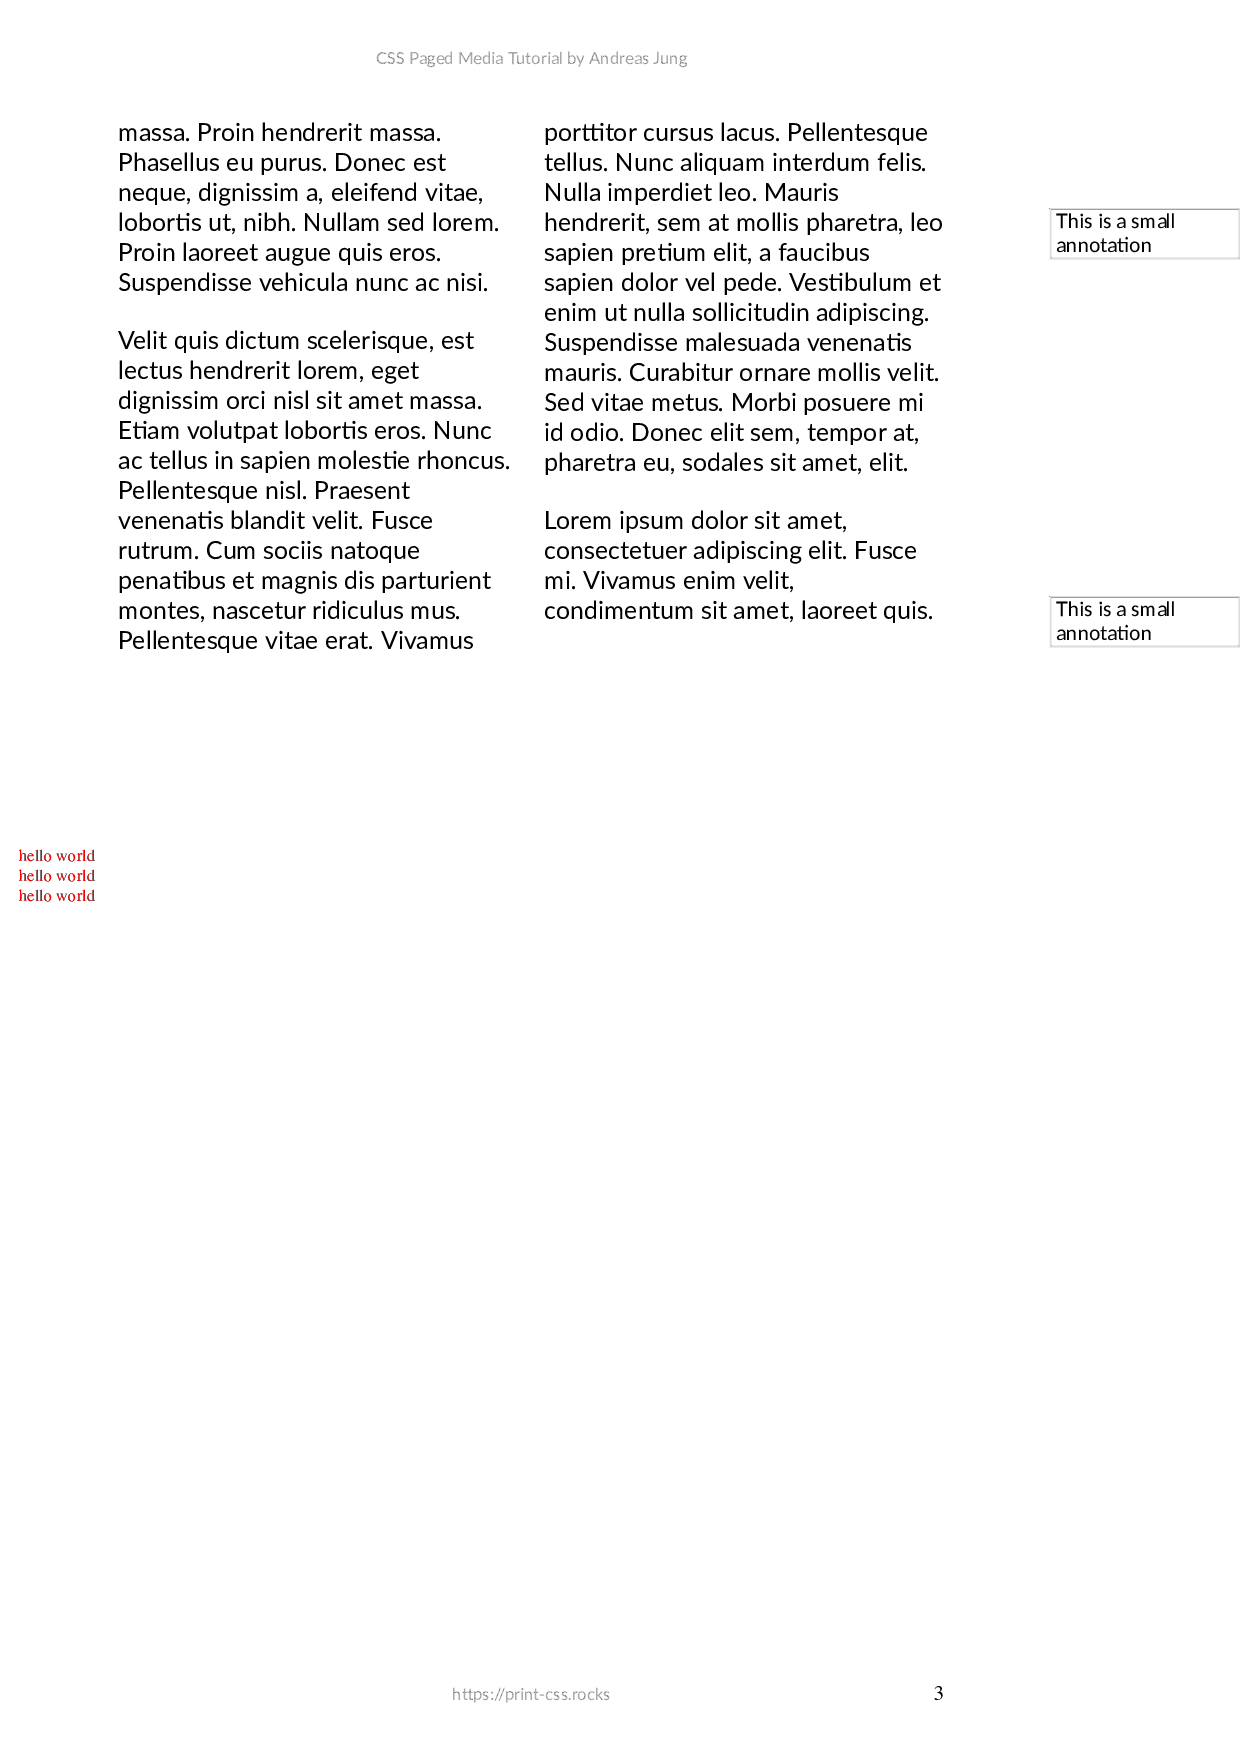 CSS Paged Media Tutorial by Andreas Jung
massa. Proin hendrerit massa.
Phasellus eu purus. Donec est
neque, dignissim a, eleifend vitae,
lobortis ut, nibh. Nullam sed lorem.
Proin laoreet augue quis eros.
Suspendisse vehicula nunc ac nisi.
Velit quis dictum scelerisque, est
lectus hendrerit lorem, eget
dignissim orci nisl sit amet massa.
Etiam volutpat lobortis eros. Nunc
ac tellus in sapien molestie rhoncus.
Pellentesque nisl. Praesent
venenatis blandit velit. Fusce
rutrum. Cum sociis natoque
penatibus et magnis dis parturient
montes, nascetur ridiculus mus.
Pellentesque vitae erat. Vivamus
porttitor cursus lacus. Pellentesque
tellus. Nunc aliquam interdum felis.
Nulla imperdiet leo. Mauris
hendrerit, sem at mollis pharetra, leo
sapien pretium elit, a faucibus
sapien dolor vel pede. Vestibulum et
enim ut nulla sollicitudin adipiscing.
Suspendisse malesuada venenatis
mauris. Curabitur ornare mollis velit.
Sed vitae metus. Morbi posuere mi
id odio. Donec elit sem, tempor at,
pharetra eu, sodales sit amet, elit.
Lorem ipsum dolor sit amet,
consectetuer adipiscing elit. Fusce
mi. Vivamus enim velit,
condimentum sit amet, laoreet quis.
This is a small
annotation
This is a small
annotation
hello world
hello world
hello world
https://print-css.rocks
3